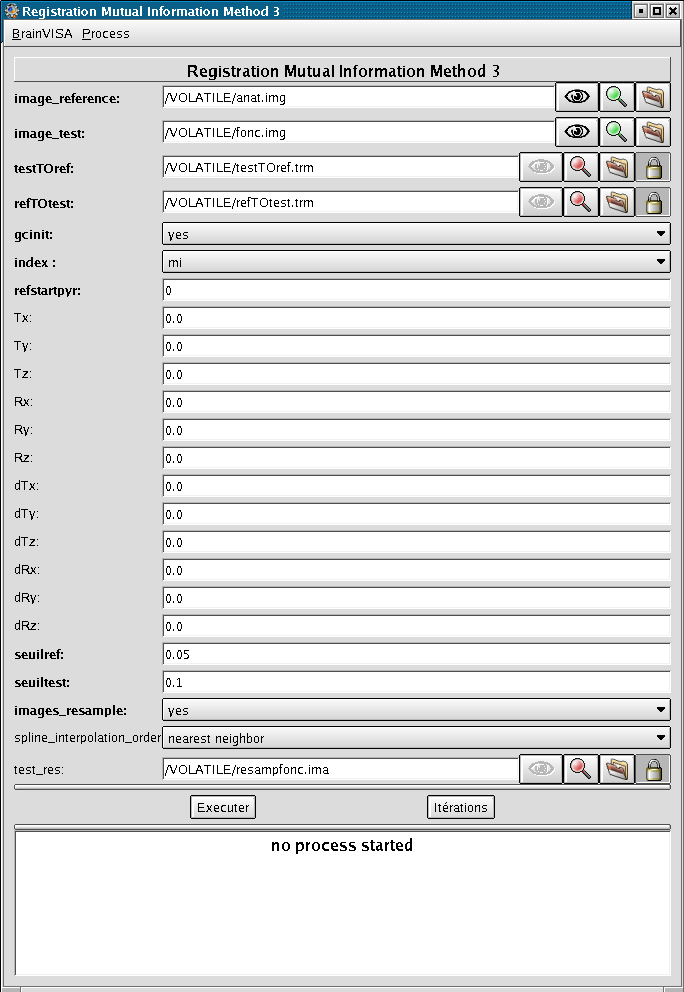 Registration Mutual Information Method 3
BrainVISA Process
Registration Mutual Information Method 3
image_reference: /VOLATILE/anat.img
image_test: /VOLATILE/fonc.img
testTOref: /VOLATILE/testTOref.trm
refTOtest: /VOLATILE/refTOtest.trm
gcinit: yes
index : mi
refstartpyr: 0
Tx: 0.0
Ty: 0.0
Tz: 0.0
Rx: 0.0
Ry: 0.0
Rz: 0.0
dTx: 0.0
dTy: 0.0
dTz: 0.0
dRx: 0.0
dRy: 0.0
dRz: 0.0
seuilref: 0.05
seuiltest: 0.1
images_resample: yes
spline_interpolation_order nearest neighbor
test_res: /VOLATILE/resampfonc.ima
Executer Itérations
no process started